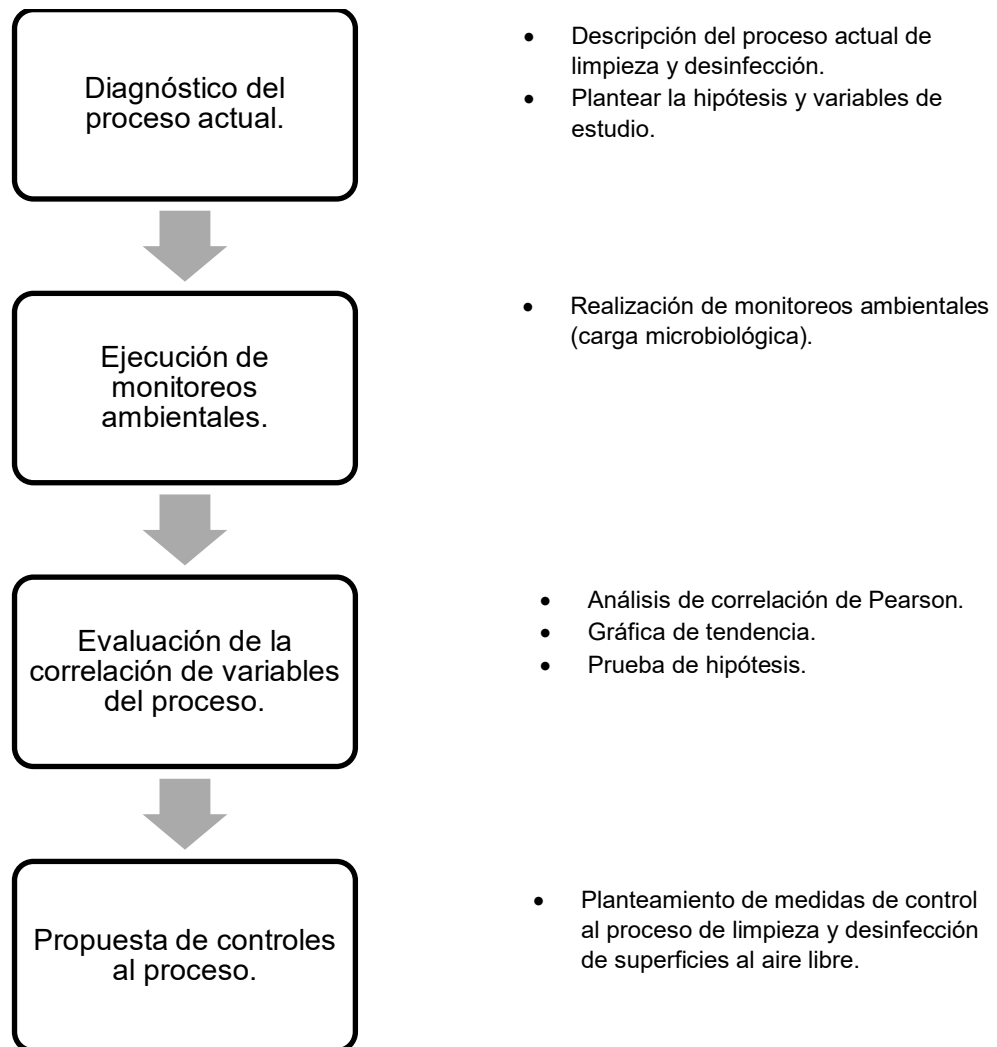 Diagnóstico del
proceso actual.
• Descripción del proceso actual de
limpieza y desinfección.
• Plantear la hipótesis y variables de
estudio.
Ejecución de
monitoreos
ambientales.
• Realización de monitoreos ambientales
(carga microbiológica).
Evaluación de la
correlación de variables
del proceso.
• Análisis de correlación de Pearson.
• Gráfica de tendencia.
• Prueba de hipótesis.
Propuesta de controles
al proceso.
• Planteamiento de medidas de control
al proceso de limpieza y desinfección
de superficies al aire libre.